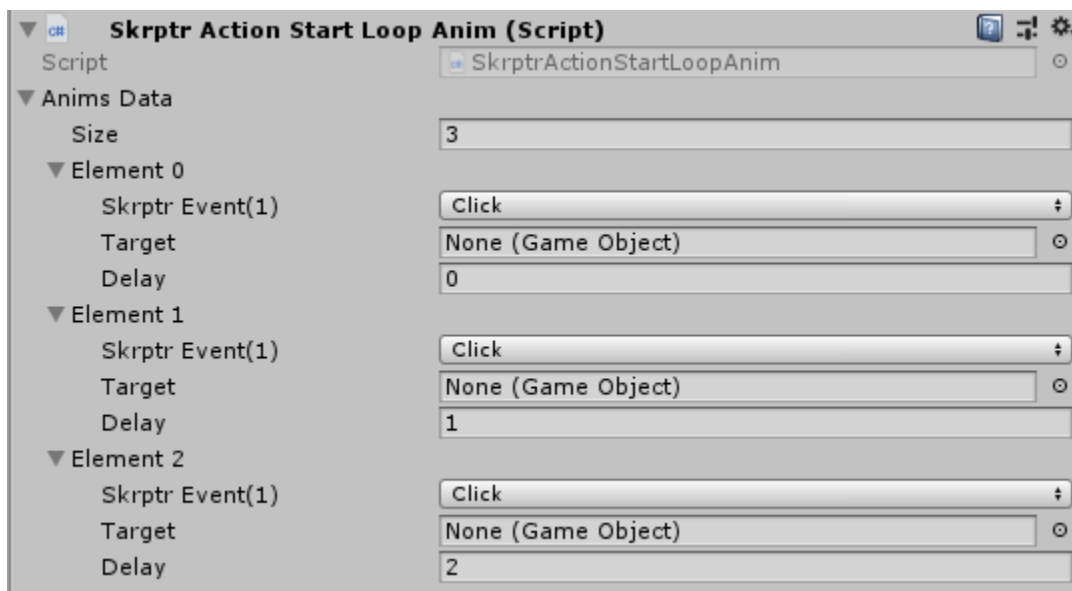 Skrptr Action Start Loop Anim (Script)
Script SkrptrActionStartLoopAnim
Anims Data
Size 3
Element 0
Skrptr Event(1) Click
Target None (Game Object)
Delay 0
Element 1
Skrptr Event(1) Click
Target None (Game Object)
Delay 1
Element 2
Skrptr Event(1) Click
Target None (Game Object)
Delay 2